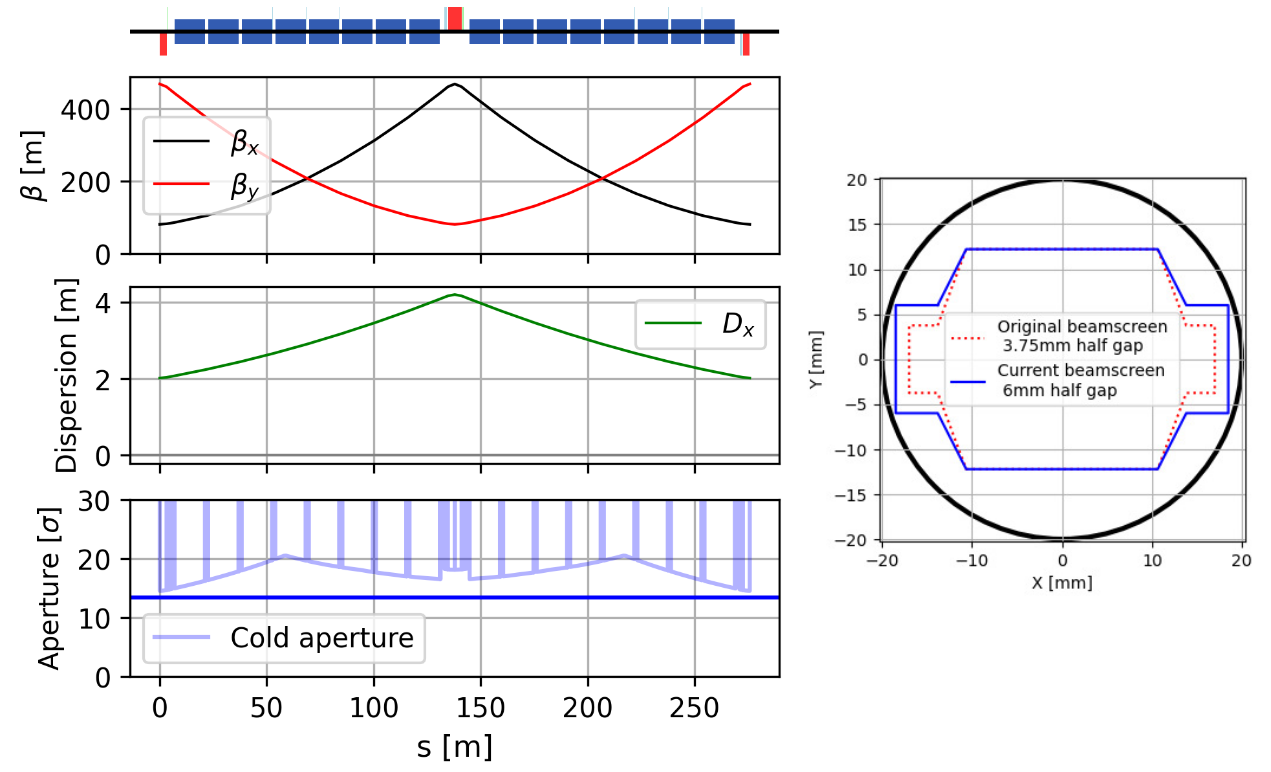 400
200
0
β [m]
βx
βy
4
2
0
Dispersion [m]
Dx
30
20
10
0
Aperture [σ]
Cold aperture
0 50 100 150 200 250
s [m]
20
15
10
5
0
−5
−10
−15
−20
Y [mm]
Original beamscreen
3.75mm half gap
Current beamscreen
6mm half gap
−20 −10 0 10 20
X [mm]